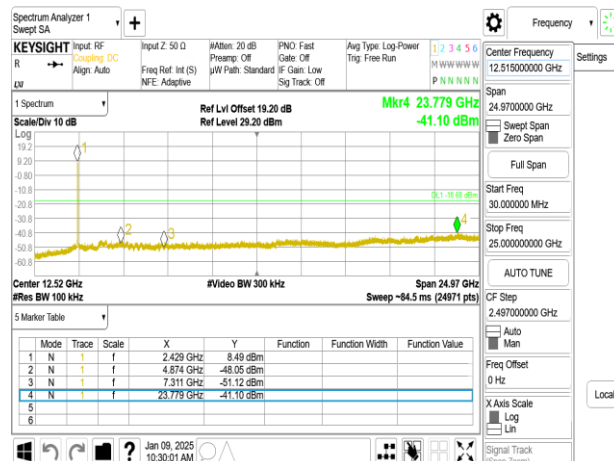 Spectrum Analyzer 1
Swept SA
Frequency
KEYSIGHT
Input: RF
Coupling: DC
Align: Auto
Input Z: 50 Ω
Freq Ref: Int (S)
NFE: Adaptive
#Atten: 20 dB
Preamp: Off
µW Path: Standard
PNO: Fast
Gate: Off
IF Gain: Low
Sig Track: Off
Avg Type: Log-Power
Trig: Free Run
1 2 3 4 5 6
M W W W W W
P N N N N N
R
LXI
1 Spectrum
Scale/Div 10 dB
Ref Lvl Offset 19.20 dB
Ref Level 29.20 dBm
Mkr4 23.779 GHz
-41.10 dBm
Log
19.2
9.20
-0.80
-10.8
-20.8
-30.8
-40.8
-50.8
-60.8
1
2
3
4
Center 12.52 GHz
#Res BW 100 kHz
#Video BW 300 kHz
Span 24.97 GHz
Sweep ~84.5 ms (24971 pts)
5 Marker Table
Mode Trace Scale X Y Function Function Width Function Value
1 N 1 f 2.429 GHz 8.49 dBm
2 N 1 f 4.874 GHz -48.05 dBm
3 N 1 f 7.311 GHz -51.12 dBm
4 N 1 f 23.779 GHz -41.10 dBm
5
6
Center Frequency
12.515000000 GHz
Settings
Span
24.9700000 GHz
Swept Span
Zero Span
Full Span
Start Freq
30.000000 MHz
Stop Freq
25.000000000 GHz
AUTO TUNE
CF Step
2.497000000 GHz
Auto
Man
Freq Offset
0 Hz
X Axis Scale
Log
Lin
Local
Signal Track
?
Jan 09, 2025
10:30:01 AM